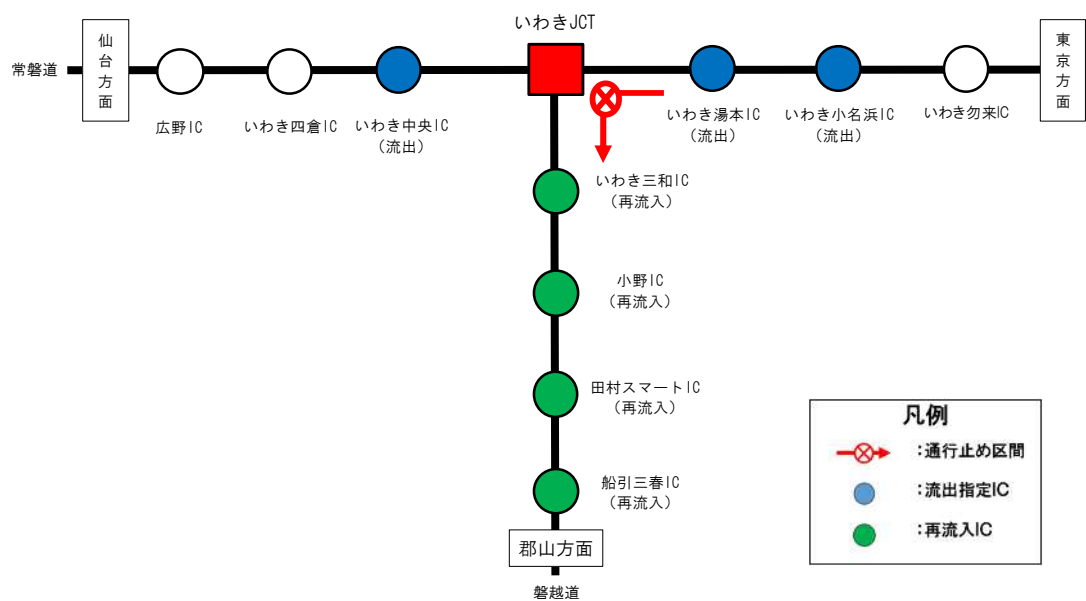 いわきJCT
常磐道
仙台方面
東京方面
広野IC
いわき四倉IC
いわき中央IC
(流出)
いわき湯本IC
(流出)
いわき小名浜IC
(流出)
いわき勿来IC
いわき三和IC
(再流入)
小野IC
(再流入)
田村スマートIC
(再流入)
船引三春IC
(再流入)
郡山方面
磐越道
凡例
:通行止め区間
:流出指定IC
:再流入IC